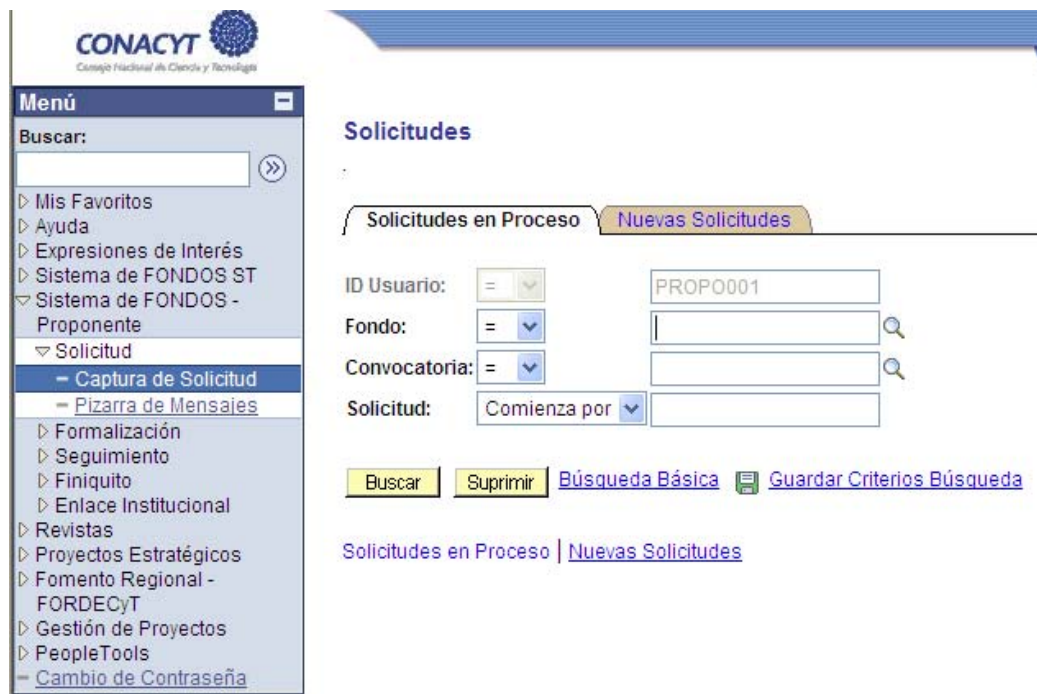 CONACYT
Consejo Nacional de Ciencia y Tecnología
Menú
Buscar:
Mis Favoritos
Ayuda
Expresiones de Interés
Sistema de FONDOS ST
Sistema de FONDOS -
Proponente
Solicitud
Captura de Solicitud
Pizarra de Mensajes
Formalización
Seguimiento
Finiquito
Enlace Institucional
Revistas
Proyectos Estratégicos
Fomento Regional -
FORDECyT
Gestión de Proyectos
PeopleTools
Cambio de Contraseña
Solicitudes
.
Solicitudes en Proceso Nuevas Solicitudes
ID Usuario: = PROPO001
Fondo: =
Convocatoria: =
Solicitud: Comienza por
Buscar Suprimir Búsqueda Básica Guardar Criterios Búsqueda
Solicitudes en Proceso | Nuevas Solicitudes